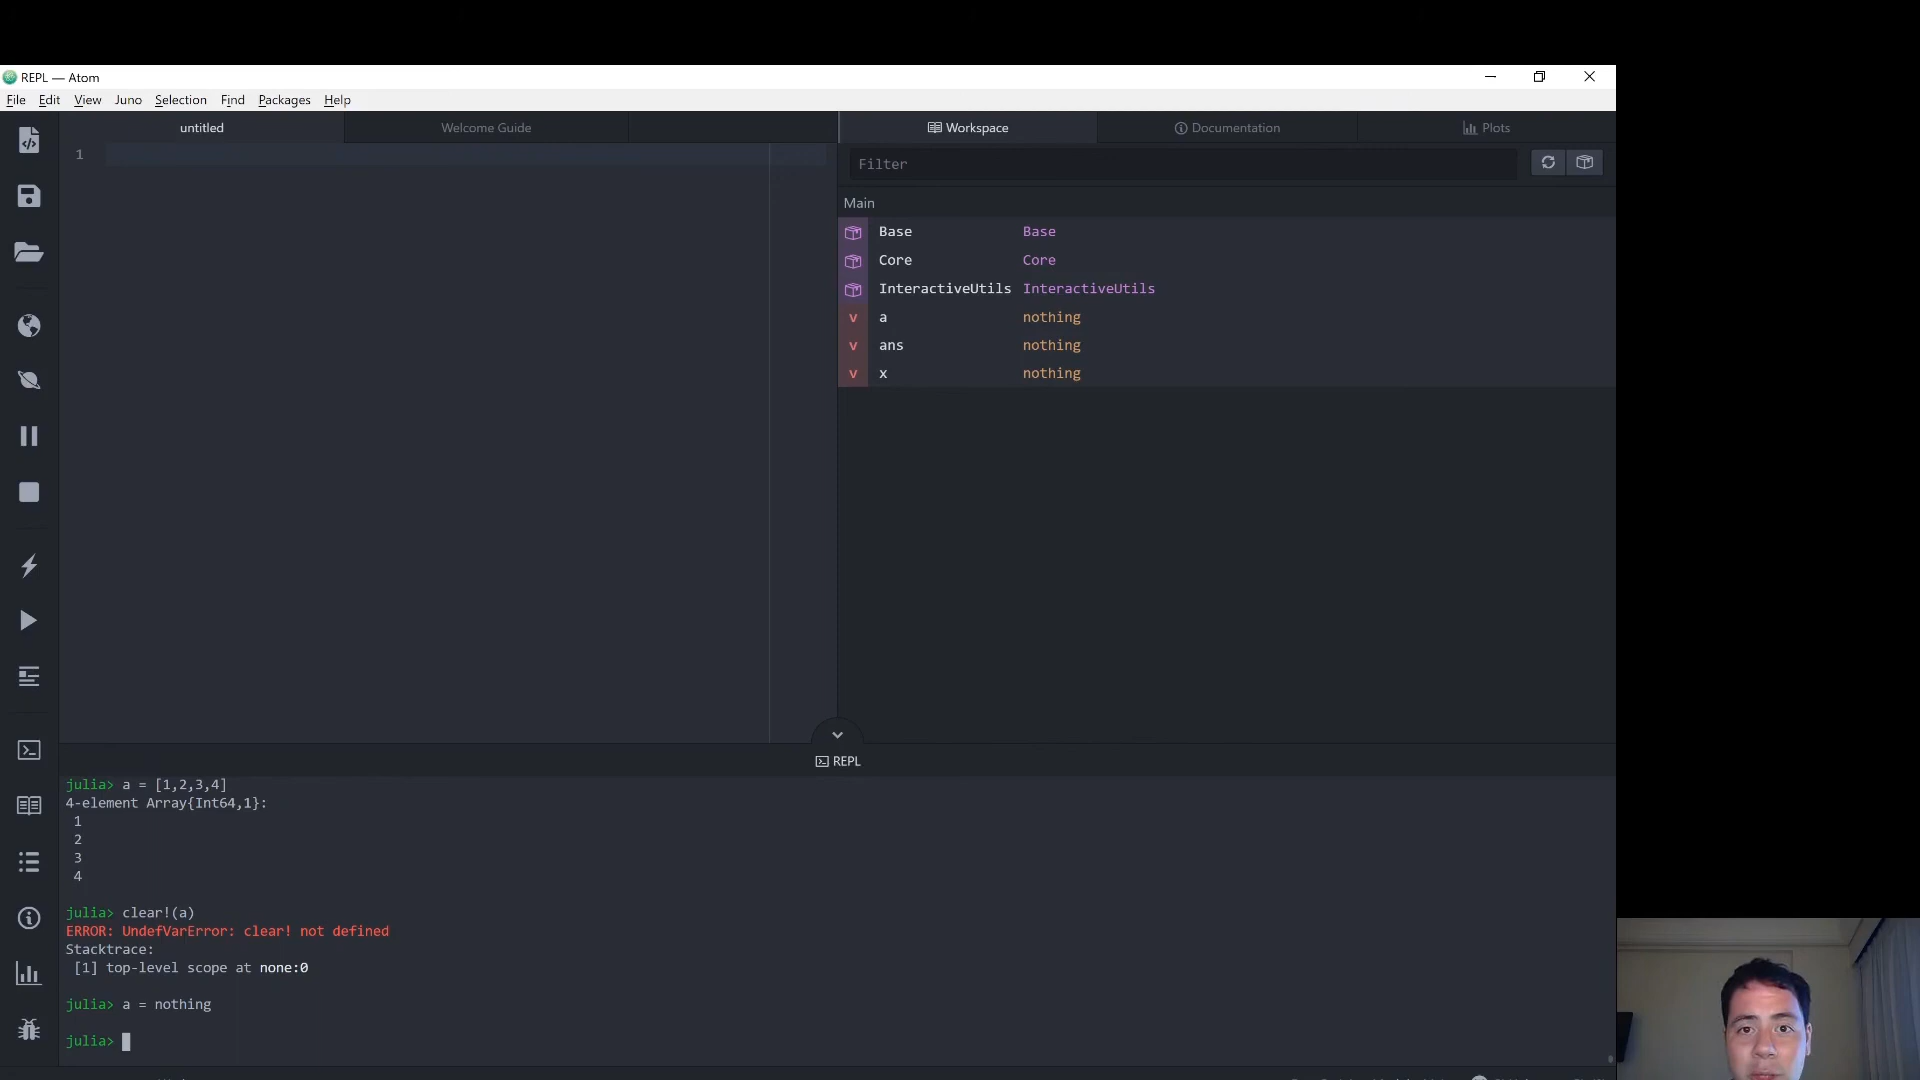 REPL — Atom
File Edit View Juno Selection Find Packages Help
untitled Welcome Guide
Workspace Documentation Plots
1
Filter
Main
Base Base
Core Core
InteractiveUtils InteractiveUtils
v a nothing
v ans nothing
v x nothing
REPL
julia> a = [1,2,3,4]
4-element Array{Int64,1}:
1
2
3
4
julia> clear!(a)
ERROR: UndefVarError: clear! not defined
Stacktrace:
[1] top-level scope at none:0
julia> a = nothing
julia>